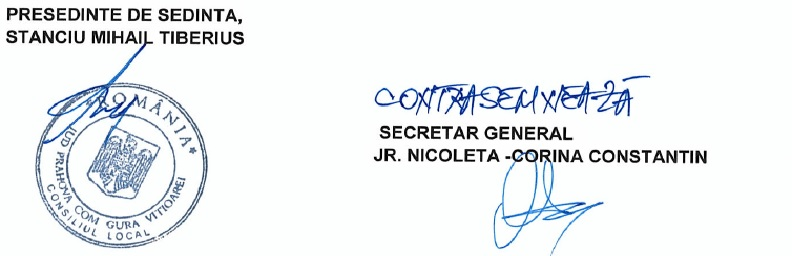 PRESEDINTE DE SEDINTA,
STANCIU MIHAIL TIBERIUS
ROMÂNIA*
JUD PRAHOVA COM GURA VITIOAREI
CONSILIUL LOCAL
CONTRASEMNEAZĂ
SECRETAR GENERAL
JR. NICOLETA -CORINA CONSTANTIN